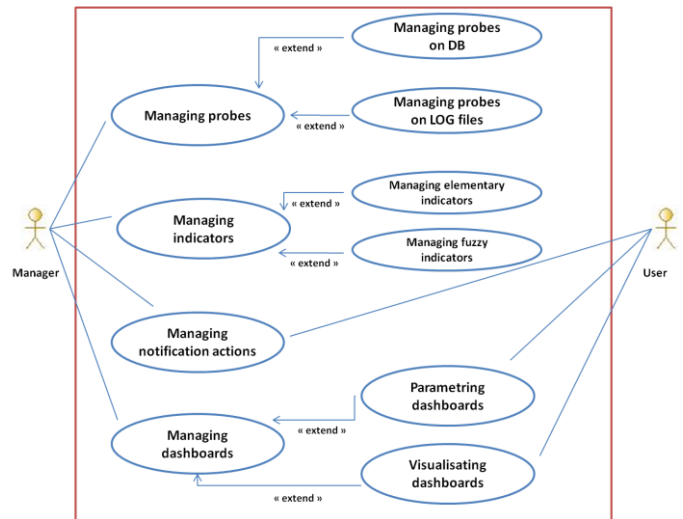 Managing probes
on DB
« extend »
Managing probes
Managing probes
on LOG files
« extend »
Managing elementary
indicators
« extend »
Managing
indicators
Managing fuzzy
indicators
« extend »
Manager
User
Managing
notification actions
Parametring
dashboards
« extend »
Managing
dashboards
Visualisating
dashboards
« extend »